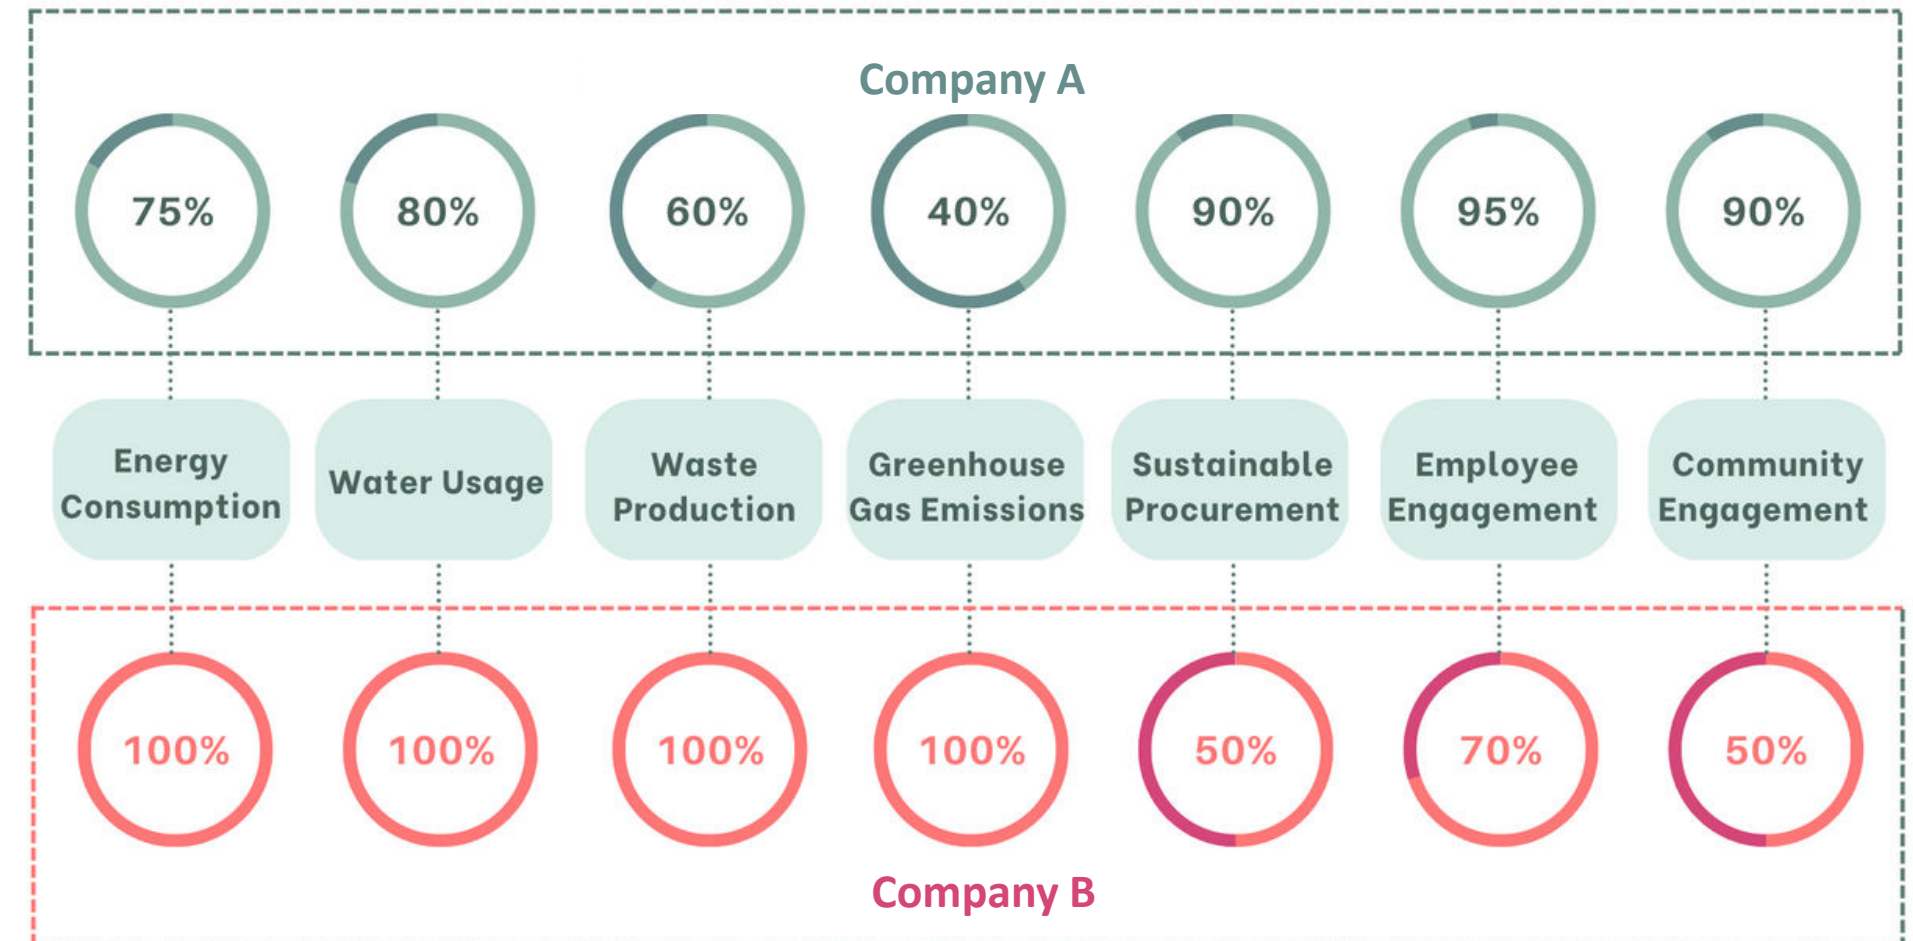 Company A
75% 80% 60% 40% 90% 95% 90%
Energy
Consumption
Water Usage
Waste
Production
Greenhouse
Gas Emissions
Sustainable
Procurement
Employee
Engagement
Community
Engagement
100% 100% 100% 100% 50% 70% 50%
Company B